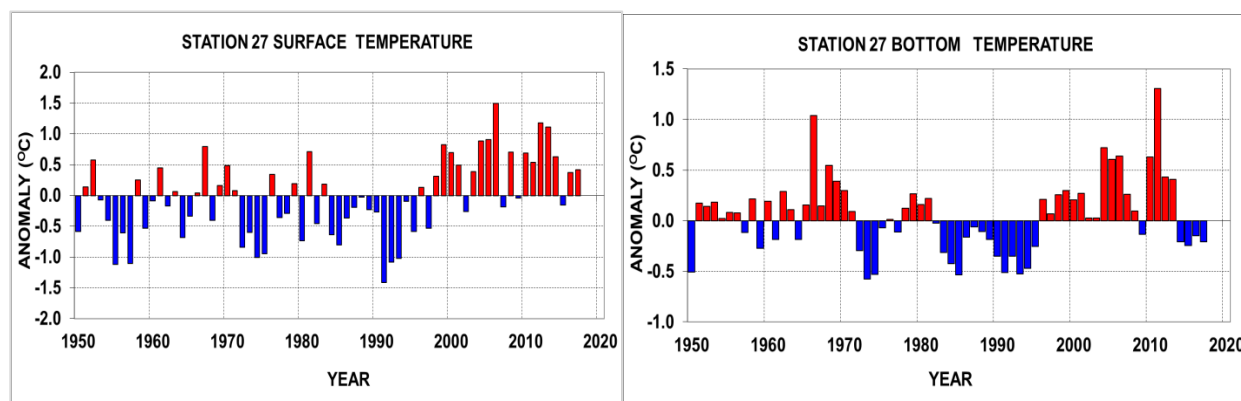 STATION 27 SURFACE TEMPERATURE
2.0
1.5
1.0
0.5
0.0
-0.5
-1.0
-1.5
-2.0
ANOMALY (°C)
1950 1960 1970 1980 1990 2000 2010 2020
YEAR
STATION 27 BOTTOM TEMPERATURE
1.5
1.0
0.5
0.0
-0.5
-1.0
ANOMALY (°C)
1950 1960 1970 1980 1990 2000 2010 2020
YEAR